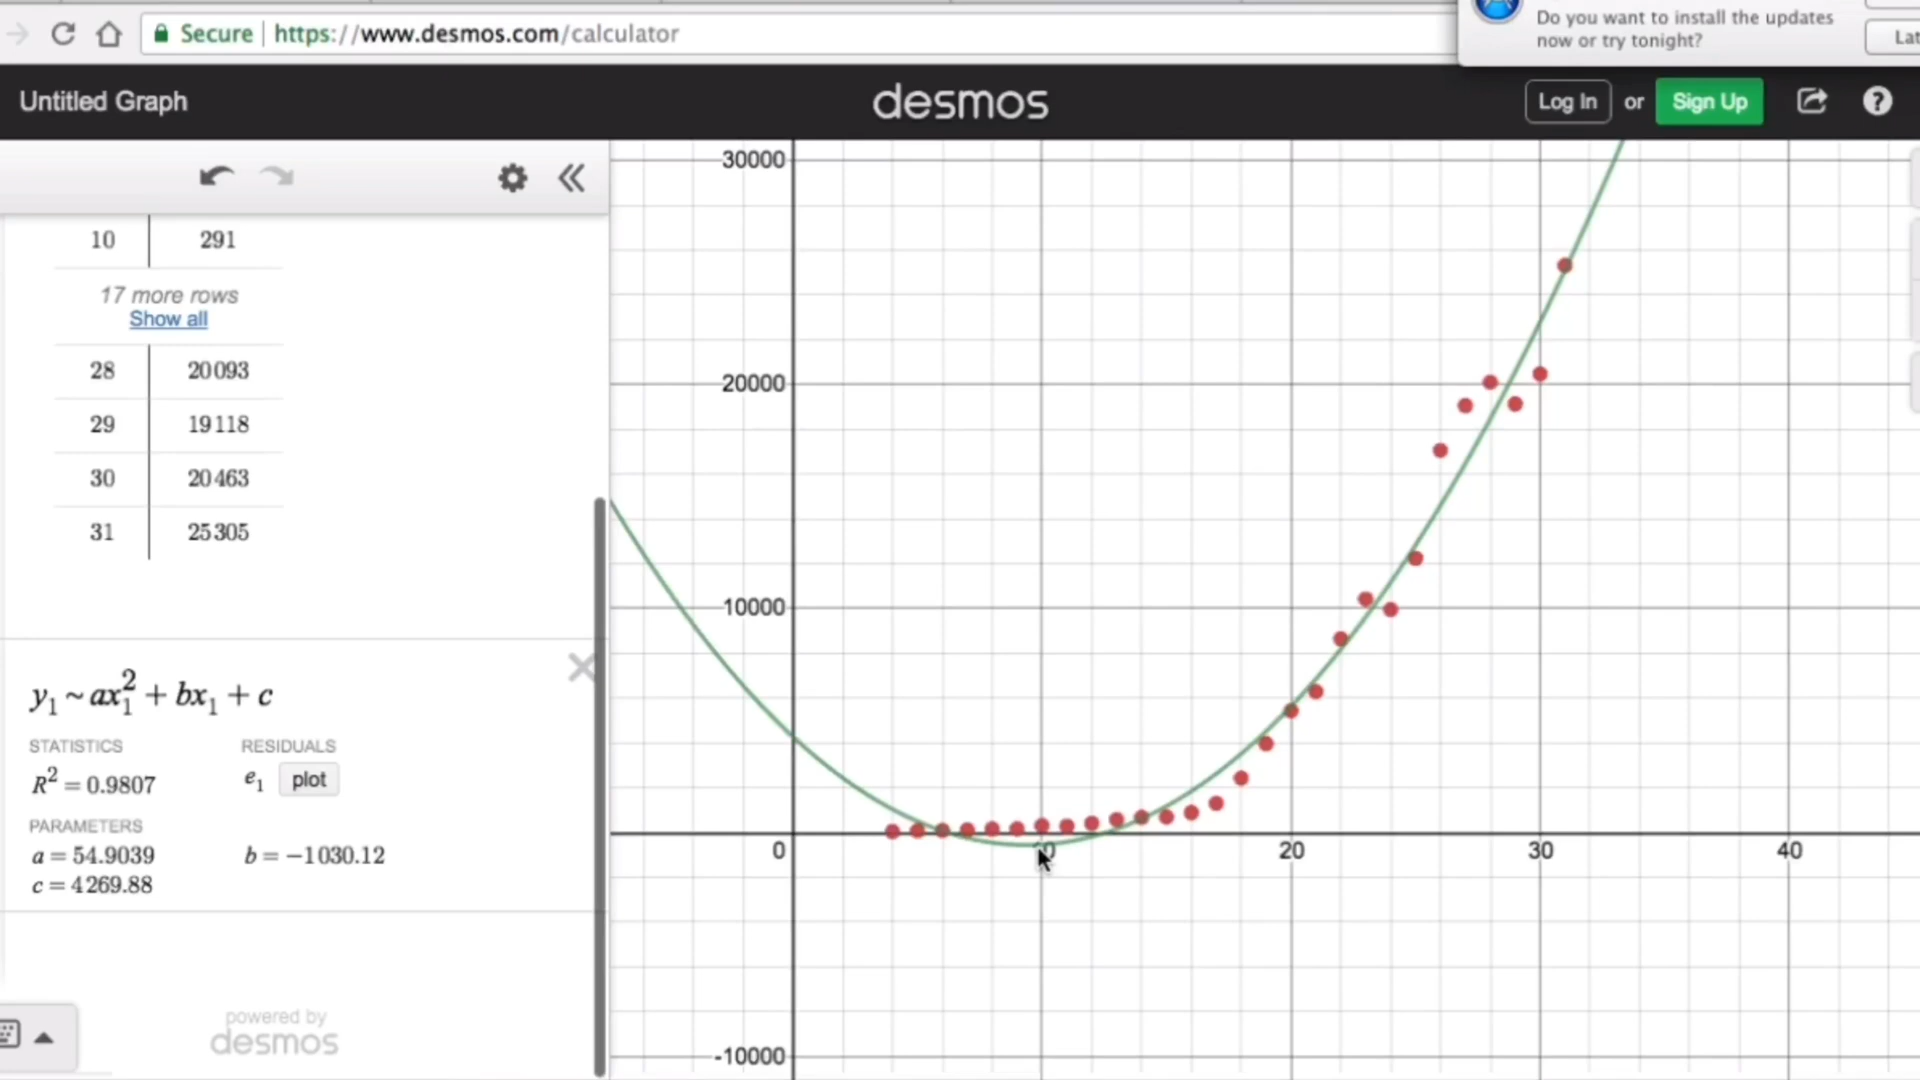 Do you want to install the updates
now or try tonight?
Secure | https://www.desmos.com/calculator
Untitled Graph
desmos
Log In or Sign Up
10 291
17 more rows
Show all
28 20093
29 19118
30 20463
31 25305
y₁ ~ ax₁² + bx₁ + c
STATISTICS RESIDUALS
R² = 0.9807 e₁ plot
PARAMETERS
a = 54.9039 b = −1030.12
c = 4269.88
powered by
desmos
30000
20000
10000
0 20 30 40
-10000